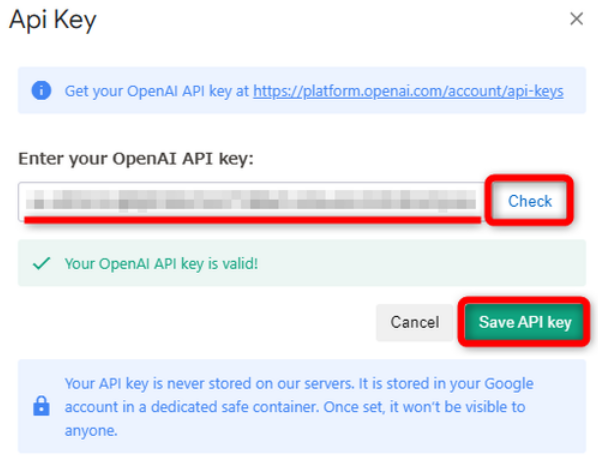 Api Key
Get your OpenAI API key at https://platform.openai.com/account/api-keys
Enter your OpenAI API key:
Check
Your OpenAI API key is valid!
Cancel
Save API key
Your API key is never stored on our servers. It is stored in your Google
account in a dedicated safe container. Once set, it won't be visible to
anyone.